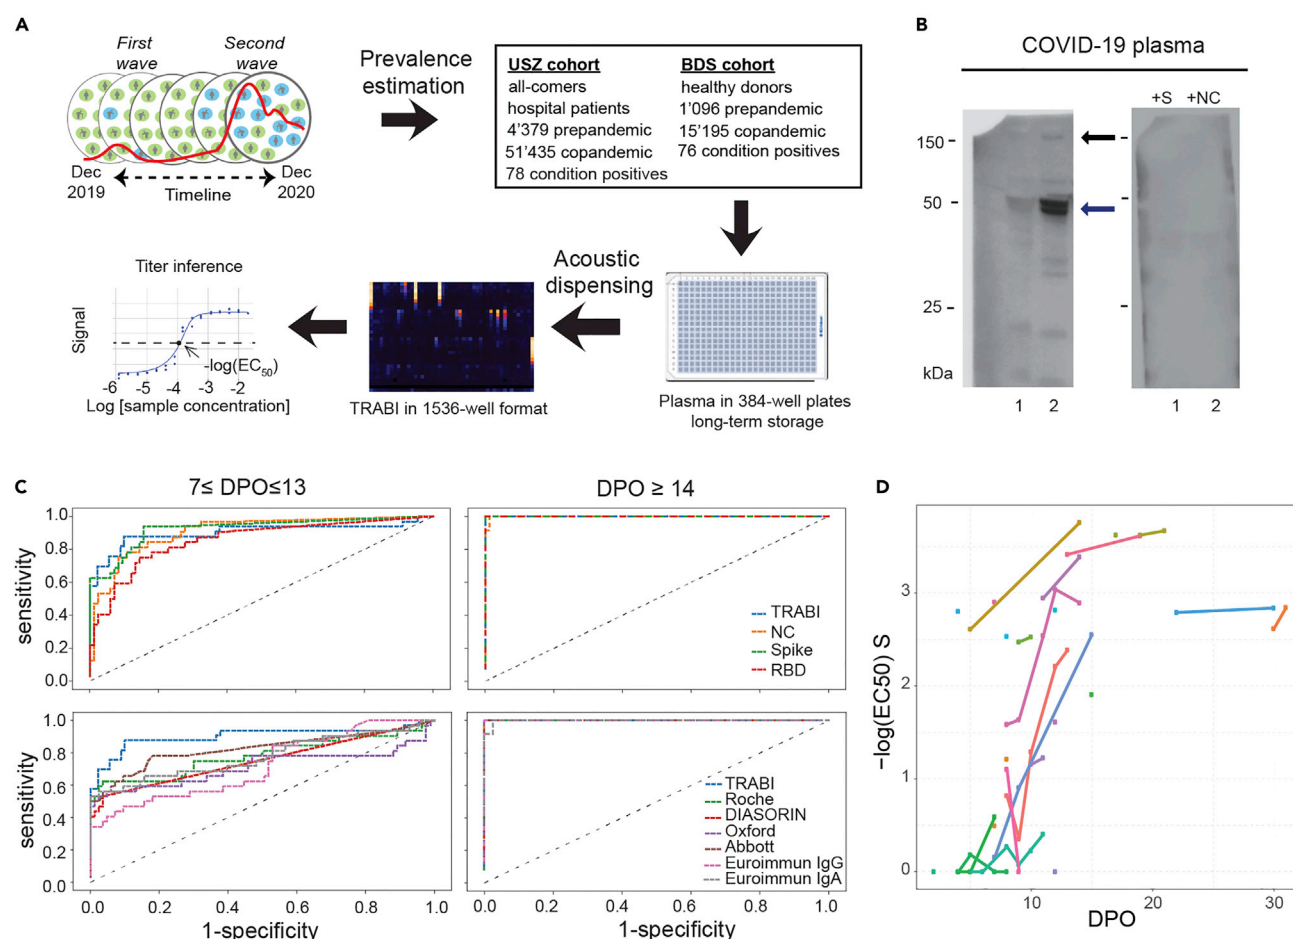 A
First
wave
Second
wave
Dec
2019
Timeline
Dec
2020
Prevalence
estimation
USZ cohort
all-comers
hospital patients
4'379 prepandemic
51'435 copandemic
78 condition positives
BDS cohort
healthy donors
1'096 prepandemic
15'195 copandemic
76 condition positives
Titer inference
Signal
-log(EC50)
-6 -5 -4 -3 -2
Log [sample concentration]
TRABI in 1536-well format
Acoustic
dispensing
Plasma in 384-well plates
long-term storage
B
COVID-19 plasma
+S +NC
150
50
25
kDa
1 2
1 2
C
7≤ DPO≤13
DPO ≥ 14
sensitivity
1.0
0.8
0.6
0.4
0.2
0.0
TRABI
NC
Spike
RBD
sensitivity
1.0
0.8
0.6
0.4
0.2
0.0
TRABI
Roche
DIASORIN
Oxford
Abbott
Euroimmun IgG
Euroimmun IgA
0.0 0.2 0.4 0.6 0.8 1.0
1-specificity
0.0 0.2 0.4 0.6 0.8 1.0
1-specificity
D
−log(EC50) S
3
2
1
0
10 20 30
DPO